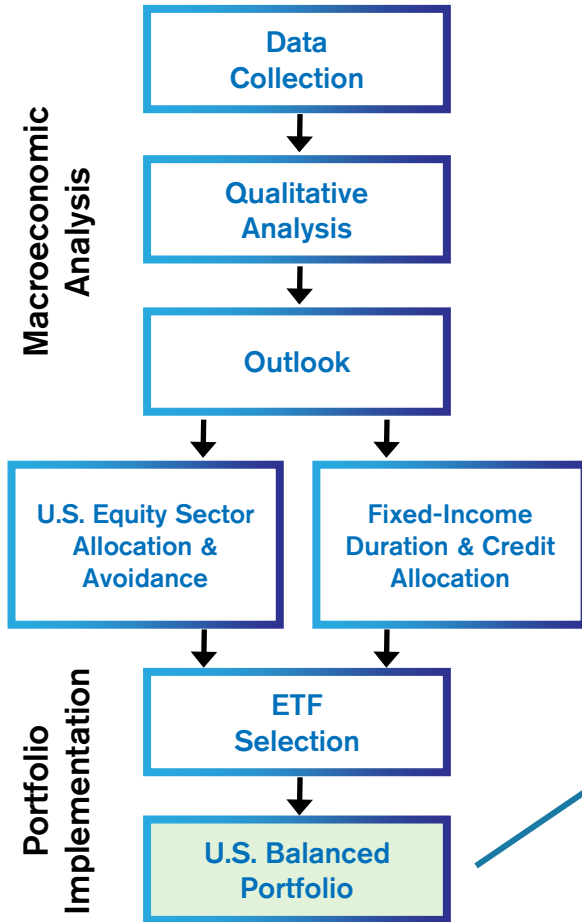 Macroeconomic
Analysis
Data
Collection
Qualitative
Analysis
Outlook
U.S. Equity Sector
Allocation &
Avoidance
Fixed-Income
Duration & Credit
Allocation
Portfolio
Implementation
ETF
Selection
U.S. Balanced
Portfolio